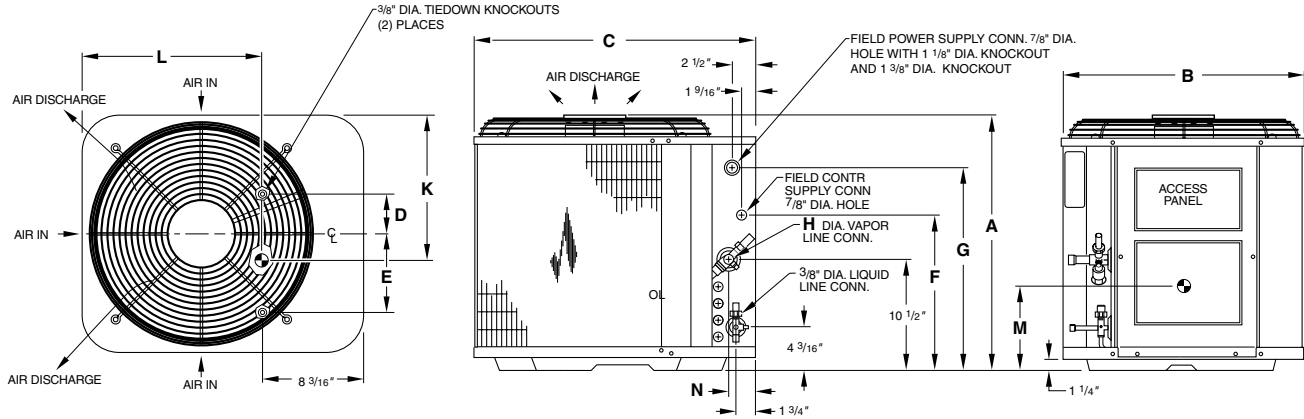 3/8" DIA. TIEDOWN KNOCKOUTS
(2) PLACES
L
AIR IN
AIR DISCHARGE
K
D
AIR IN
CL
E
AIR DISCHARGE
AIR IN
8 3/16"
C
AIR DISCHARGE
2 1/2"
1 9/16"
FIELD POWER SUPPLY CONN. 7/8" DIA.
HOLE WITH 1 1/8" DIA. KNOCKOUT
AND 1 3/8" DIA. KNOCKOUT
FIELD CONTR
SUPPLY CONN
7/8" DIA. HOLE
H DIA. VAPOR
LINE CONN.
3/8" DIA. LIQUID
LINE CONN.
OL
10 1/2"
4 3/16"
N
1 3/4"
F
G
A
B
ACCESS
PANEL
M
1 1/4"